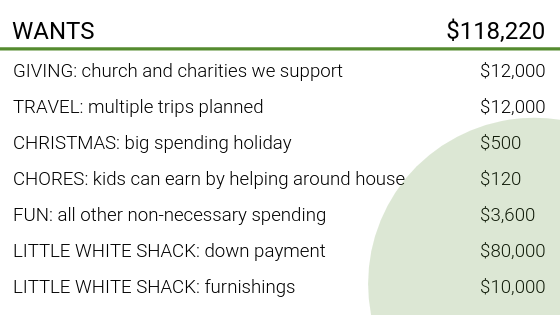 WANTS $118,220
GIVING: church and charities we support $12,000
TRAVEL: multiple trips planned $12,000
CHRISTMAS: big spending holiday $500
CHORES: kids can earn by helping around house $120
FUN: all other non-necessary spending $3,600
LITTLE WHITE SHACK: down payment $80,000
LITTLE WHITE SHACK: furnishings $10,000